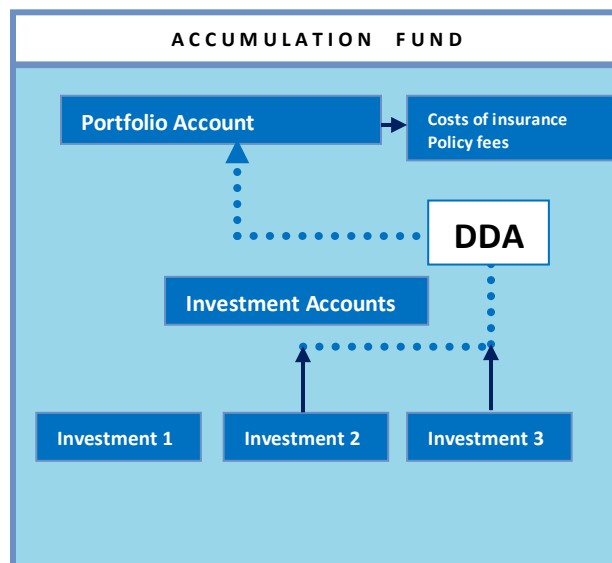 ACCUMULATION FUND
Portfolio Account
Costs of insurance
Policy fees
DDA
Investment Accounts
Investment 1
Investment 2
Investment 3